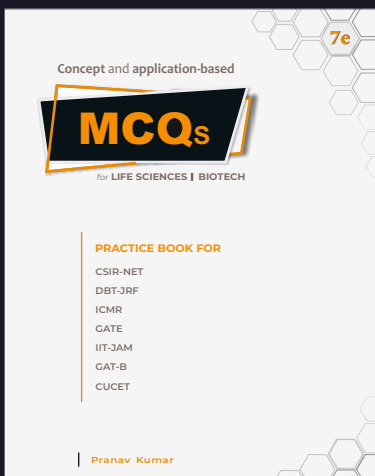 7e
Concept and application-based
MCQs
for LIFE SCIENCES | BIOTECH
PRACTICE BOOK FOR
CSIR-NET
DBT-JRF
ICMR
GATE
IIT-JAM
GAT-B
CUCET
Pranav Kumar